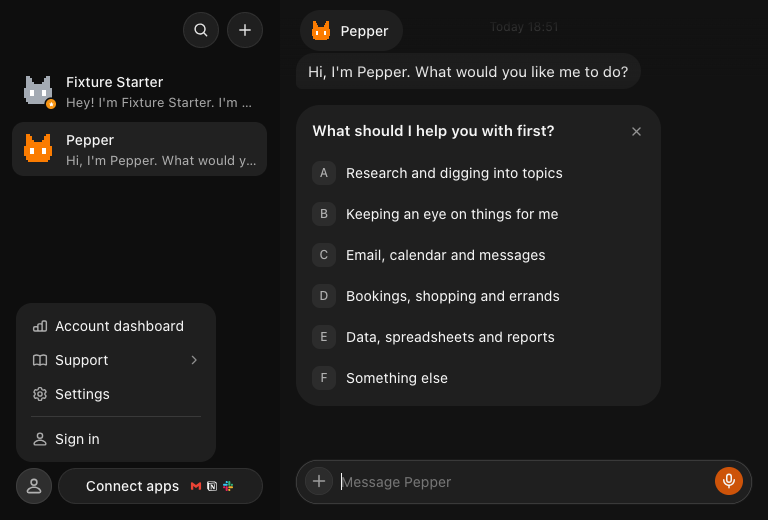 Fixture Starter
Hey! I'm Fixture Starter. I'm ...
Pepper
Hi, I'm Pepper. What would y...
Account dashboard
Support
Settings
Sign in
Connect apps
Pepper
Today 18:51
Hi, I'm Pepper. What would you like me to do?
What should I help you with first?
A Research and digging into topics
B Keeping an eye on things for me
C Email, calendar and messages
D Bookings, shopping and errands
E Data, spreadsheets and reports
F Something else
Message Pepper